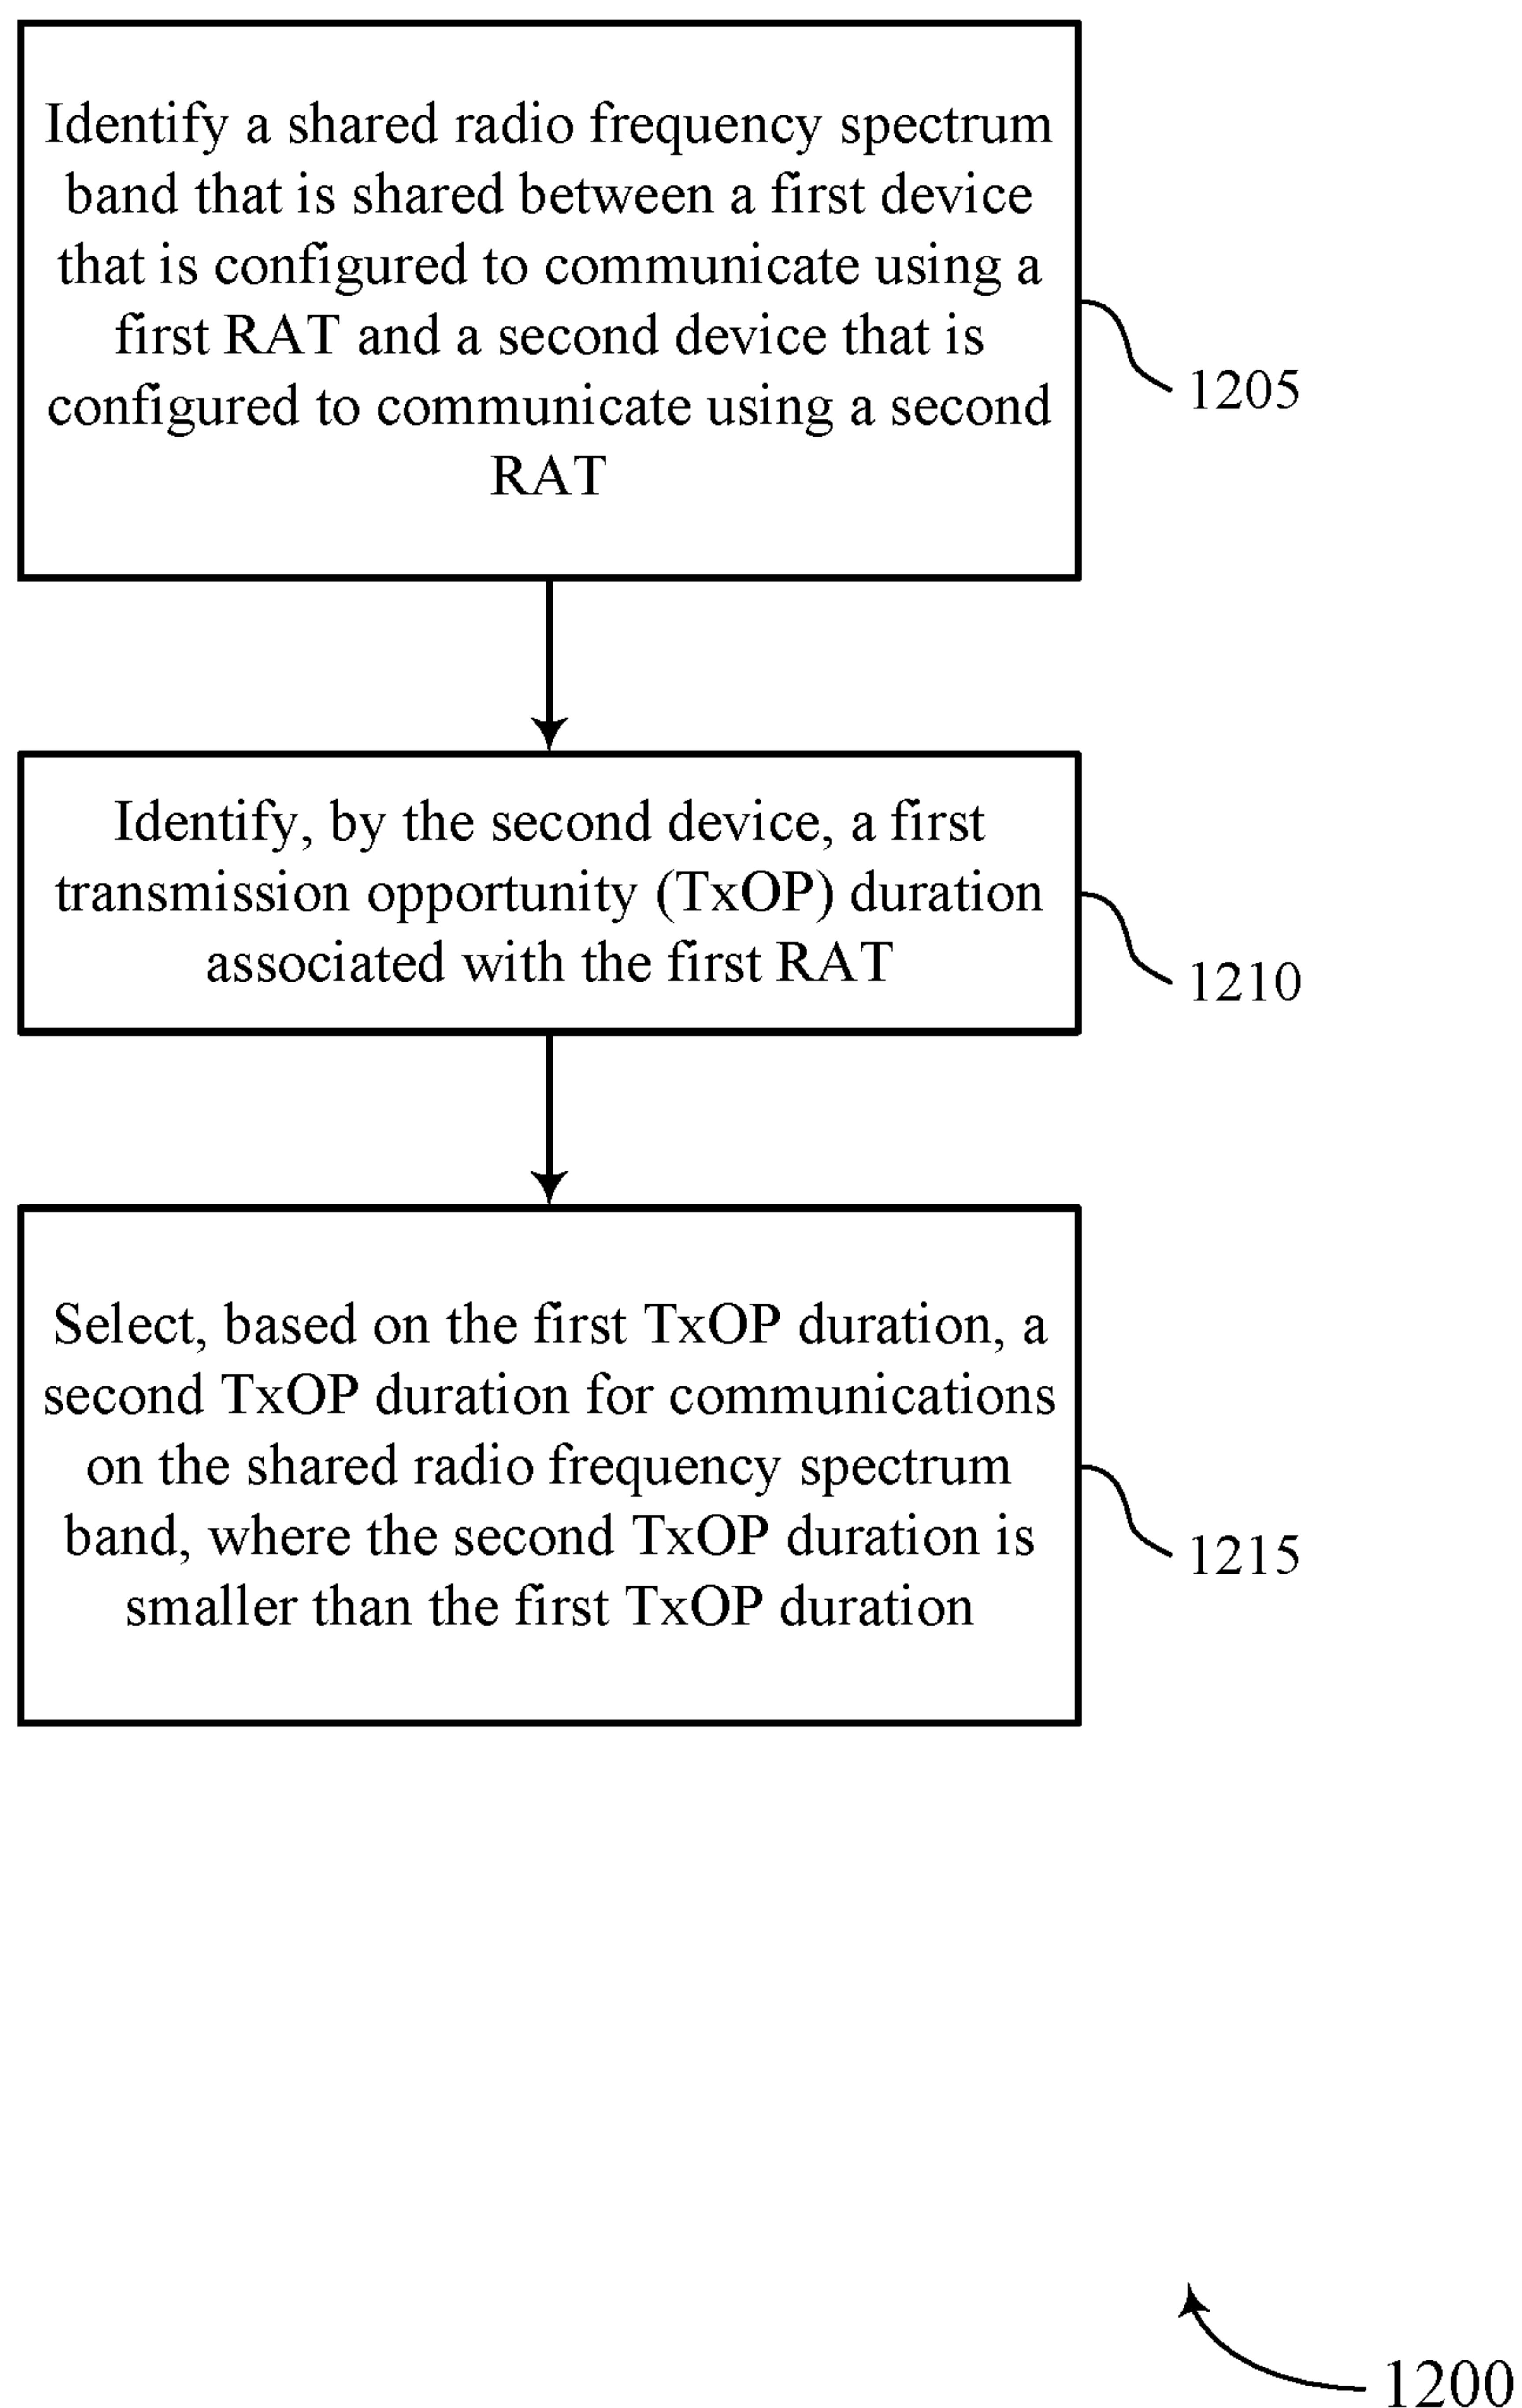 Identify a shared radio frequency spectrum
band that is shared between a first device
that is configured to communicate using a
first RAT and a second device that is
configured to communicate using a second
RAT
1205
Identify, by the second device, a first
transmission opportunity (TxOP) duration
associated with the first RAT
1210
Select, based on the first TxOP duration, a
second TxOP duration for communications
on the shared radio frequency spectrum
band, where the second TxOP duration is
smaller than the first TxOP duration
1215
1200